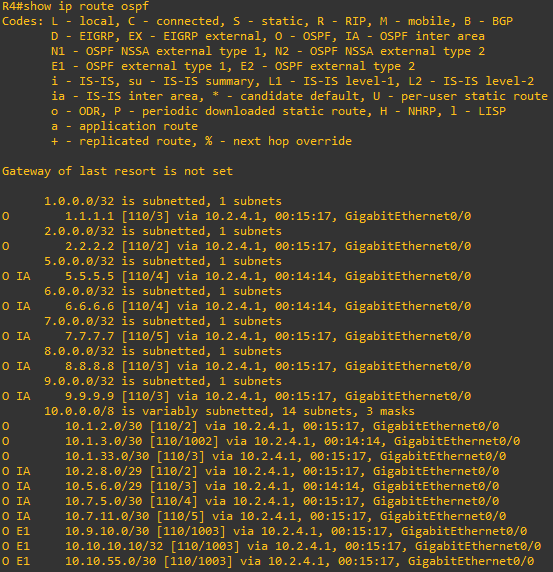 R4#show ip route ospf
Codes: L - local, C - connected, S - static, R - RIP, M - mobile, B - BGP
       D - EIGRP, EX - EIGRP external, O - OSPF, IA - OSPF inter area
       N1 - OSPF NSSA external type 1, N2 - OSPF NSSA external type 2
       E1 - OSPF external type 1, E2 - OSPF external type 2
       i - IS-IS, su - IS-IS summary, L1 - IS-IS level-1, L2 - IS-IS level-2
       ia - IS-IS inter area, * - candidate default, U - per-user static route
       o - ODR, P - periodic downloaded static route, H - NHRP, l - LISP
       a - application route
       + - replicated route, % - next hop override
Gateway of last resort is not set
      1.0.0.0/32 is subnetted, 1 subnets
O        1.1.1.1 [110/3] via 10.2.4.1, 00:15:17, GigabitEthernet0/0
      2.0.0.0/32 is subnetted, 1 subnets
O        2.2.2.2 [110/2] via 10.2.4.1, 00:15:17, GigabitEthernet0/0
      5.0.0.0/32 is subnetted, 1 subnets
O IA     5.5.5.5 [110/4] via 10.2.4.1, 00:14:14, GigabitEthernet0/0
      6.0.0.0/32 is subnetted, 1 subnets
O IA     6.6.6.6 [110/4] via 10.2.4.1, 00:14:14, GigabitEthernet0/0
      7.0.0.0/32 is subnetted, 1 subnets
O IA     7.7.7.7 [110/5] via 10.2.4.1, 00:15:17, GigabitEthernet0/0
      8.0.0.0/32 is subnetted, 1 subnets
O IA     8.8.8.8 [110/3] via 10.2.4.1, 00:15:17, GigabitEthernet0/0
      9.0.0.0/32 is subnetted, 1 subnets
O IA     9.9.9.9 [110/3] via 10.2.4.1, 00:15:17, GigabitEthernet0/0
      10.0.0.0/8 is variably subnetted, 14 subnets, 3 masks
O        10.1.2.0/30 [110/2] via 10.2.4.1, 00:15:17, GigabitEthernet0/0
O        10.1.3.0/30 [110/1002] via 10.2.4.1, 00:14:14, GigabitEthernet0/0
O        10.1.33.0/30 [110/3] via 10.2.4.1, 00:15:17, GigabitEthernet0/0
O IA     10.2.8.0/29 [110/2] via 10.2.4.1, 00:15:17, GigabitEthernet0/0
O IA     10.5.6.0/29 [110/3] via 10.2.4.1, 00:14:14, GigabitEthernet0/0
O IA     10.7.5.0/30 [110/4] via 10.2.4.1, 00:15:17, GigabitEthernet0/0
O IA     10.7.11.0/30 [110/5] via 10.2.4.1, 00:15:17, GigabitEthernet0/0
O E1     10.9.10.0/30 [110/1003] via 10.2.4.1, 00:15:17, GigabitEthernet0/0
O E1     10.10.10.10/32 [110/1003] via 10.2.4.1, 00:15:17, GigabitEthernet0/0
O E1     10.10.55.0/30 [110/1003] via 10.2.4.1, 00:15:17, GigabitEthernet0/0